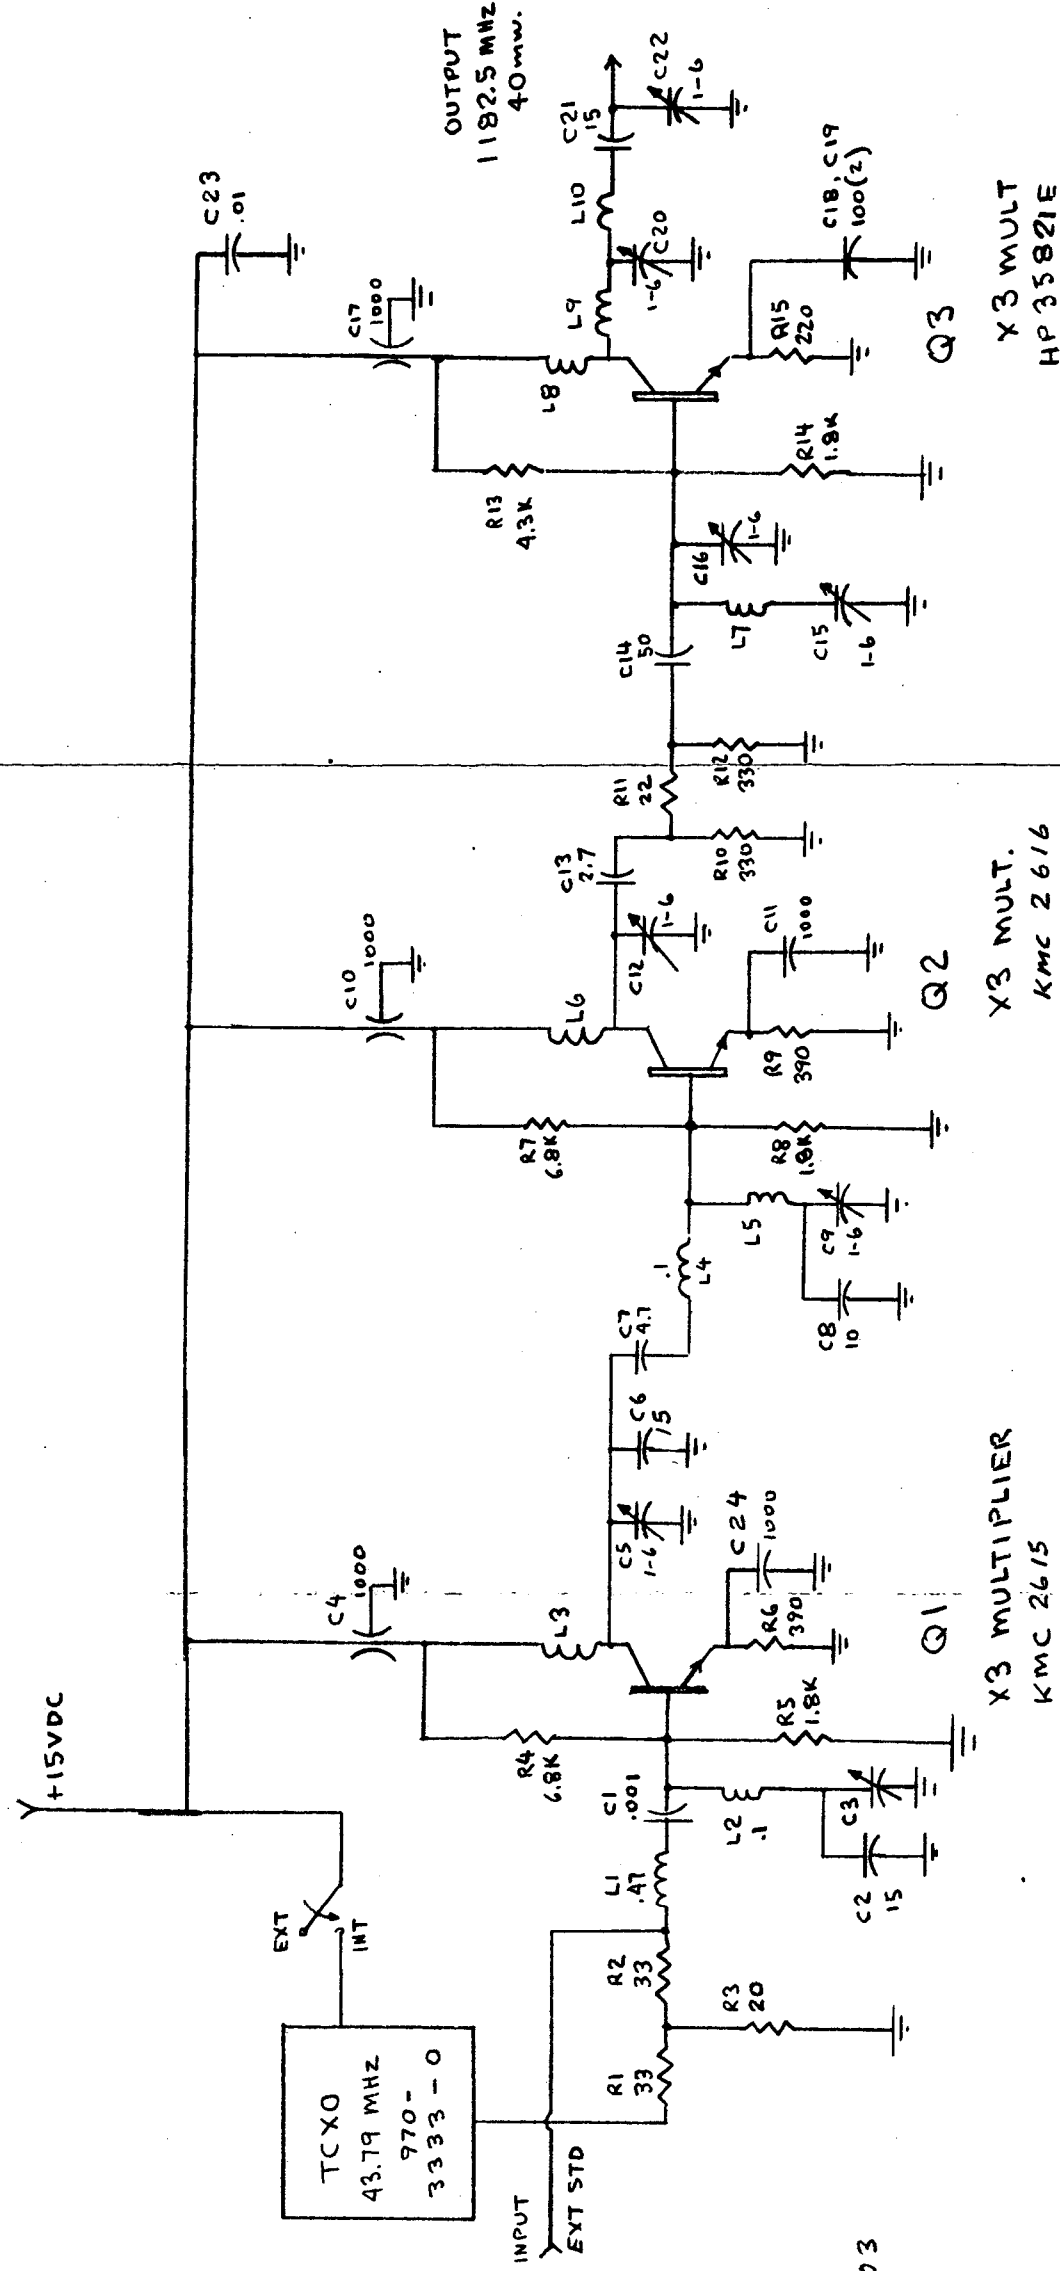 +15VDC
EXT
INT
TCXO
43.79 MHz
970-
3333-0
INPUT
EXT STD
R1
33
R2
33
R3
20
L1
.47
C1
.001
L2
.1
C2
15
C3
R4
6.8K
R5
1.8K
C4
1000
L3
R6
390
C24
1000
Q1
X3 MULTIPLIER
KMC 2615
C5
1-6
C6
15
C7
4.7
.1
L4
L5
C8
10
C9
1-6
R7
6.8K
R8
1.8K
C10
1000
L6
R9
390
C11
1000
Q2
X3 MULT.
KMC 2616
C12
1-6
C13
2.7
R10
330
R11
22
R12
330
C14
50
L7
C15
1-6
C16
1-6
R13
4.3K
R14
1.8K
C17
1000
L8
L9
R15
220
C18, C19
100(2)
Q3
X3 MULT
HP 35821E
C20
1-6
L10
C21
15
C22
1-6
C23
.01
OUTPUT
1182.5 MHz
40mw.